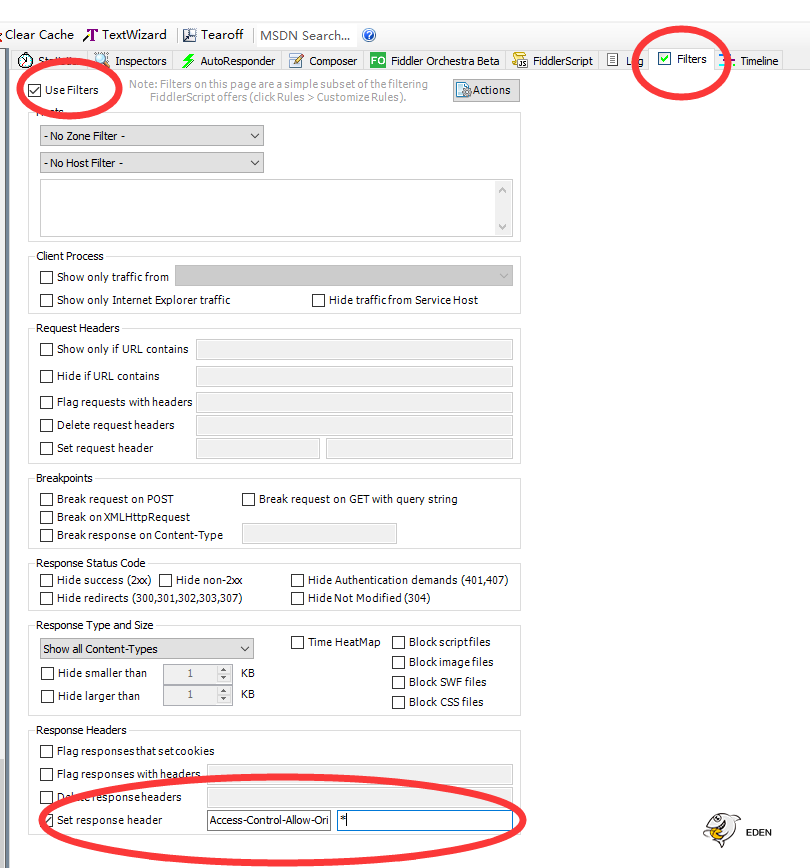 Clear Cache TextWizard Tearoff MSDN Search...
Statistics Inspectors AutoResponder Composer FO Fiddler Orchestra Beta JS FiddlerScript Log Filters Timeline
Use Filters Note: Filters on this page are a simple subset of the filtering Actions
FiddlerScript offers (click Rules > Customize Rules).
Hosts
- No Zone Filter -
- No Host Filter -
Client Process
Show only traffic from
Show only Internet Explorer traffic Hide traffic from Service Host
Request Headers
Show only if URL contains
Hide if URL contains
Flag requests with headers
Delete request headers
Set request header
Breakpoints
Break request on POST Break request on GET with query string
Break on XMLHttpRequest
Break response on Content-Type
Response Status Code
Hide success (2xx) Hide non-2xx Hide Authentication demands (401,407)
Hide redirects (300,301,302,303,307) Hide Not Modified (304)
Response Type and Size
Show all Content-Types Time HeatMap Block script files
Block image files
Hide smaller than 1 KB
Block SWF files
Hide larger than 1 KB
Block CSS files
Response Headers
Flag responses that set cookies
Flag responses with headers
Delete response headers
Set response header Access-Control-Allow-Ori *
EDEN